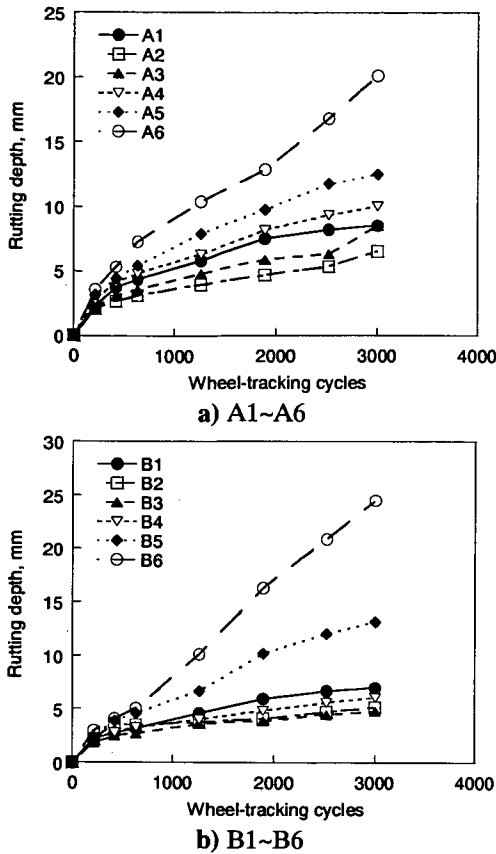 25
20
15
10
5
0
Rutting depth, mm
A1
A2
A3
A4
A5
A6
0 1000 2000 3000 4000
Wheel-tracking cycles
a) A1~A6
30
25
20
15
10
5
0
Rutting depth, mm
B1
B2
B3
B4
B5
B6
0 1000 2000 3000 4000
Wheel-tracking cycles
b) B1~B6